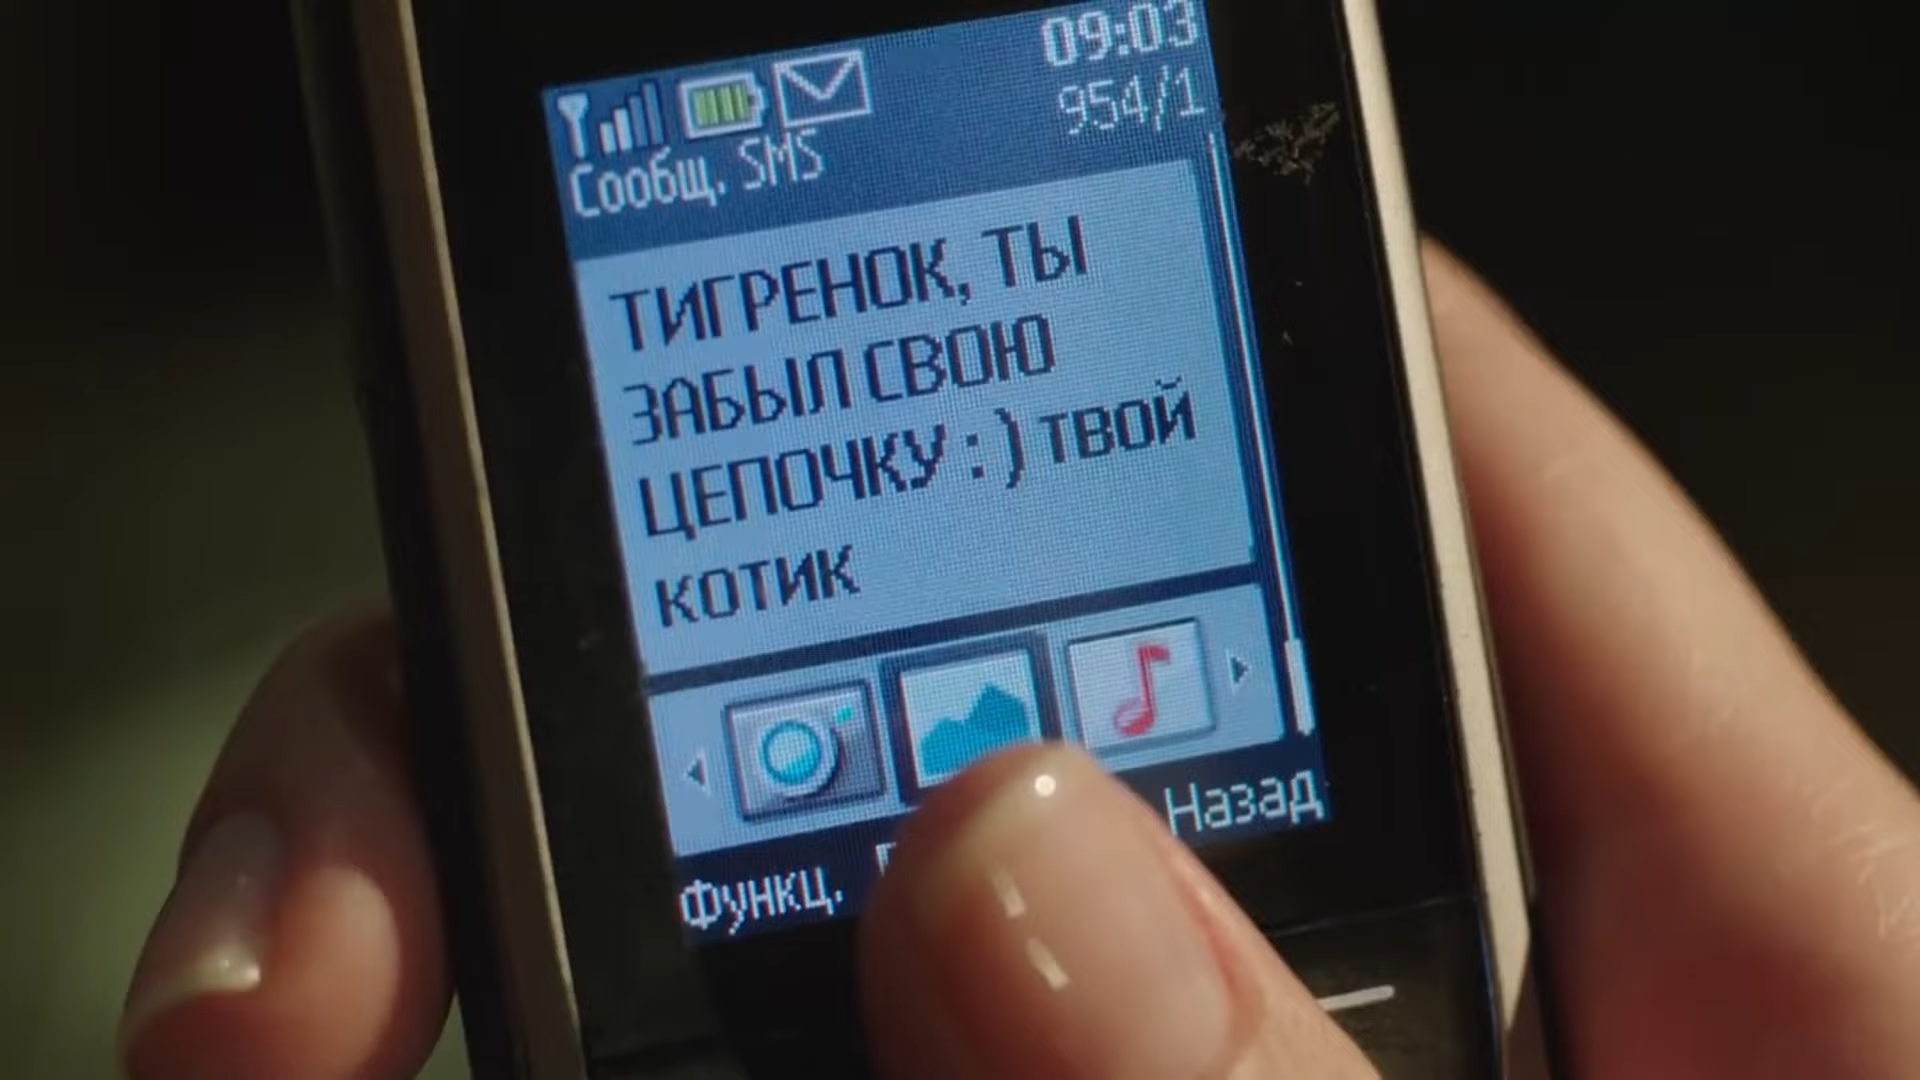 09:03
954/1
Сообщ. SMS
ТИГРЕНОК, ТЫ
ЗАБЫЛ СВОЮ
ЦЕПОЧКУ : ) ТВОЙ
КОТИК
Назад
Функц.